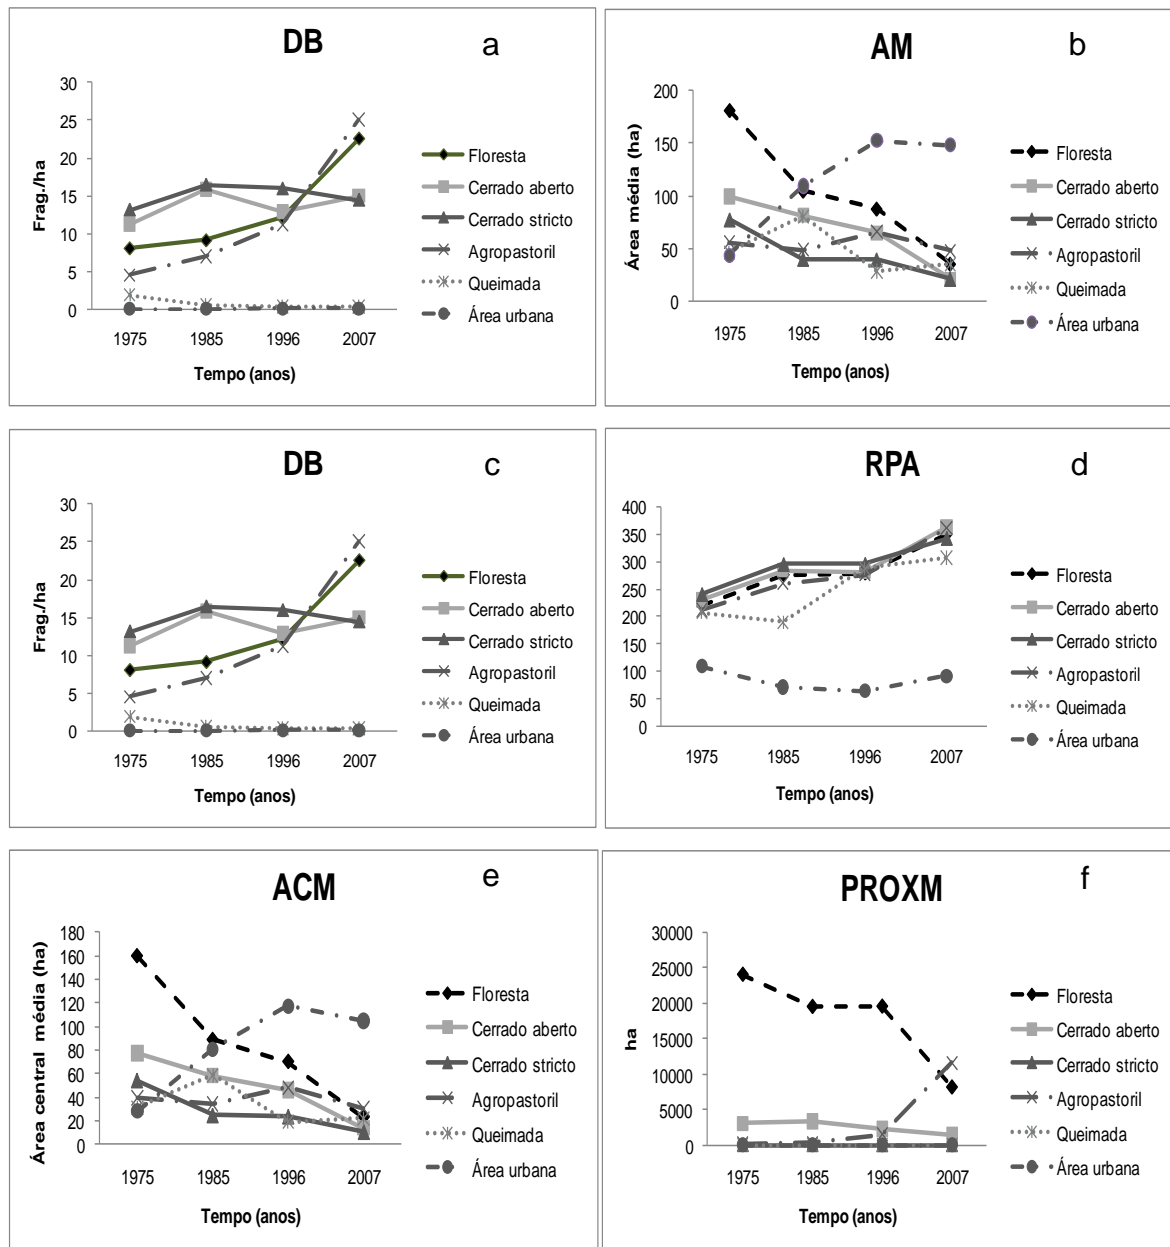 DB
a
30
25
20
15
10
5
0
Frag./ha
1975 1985 1996 2007
Tempo (anos)
Floresta
Cerrado aberto
Cerrado stricto
Agropastoril
Queimada
Área urbana
AM
b
200
150
100
50
0
Área média (ha)
1975 1985 1996 2007
Tempo (anos)
Floresta
Cerrado aberto
Cerrado stricto
Agropastoril
Queimada
Área urbana
DB
c
30
25
20
15
10
5
0
Frag./ha
1975 1985 1996 2007
Tempo (anos)
Floresta
Cerrado aberto
Cerrado stricto
Agropastoril
Queimada
Área urbana
RPA
d
400
350
300
250
200
150
100
50
0
1975 1985 1996 2007
Tempo (anos)
Floresta
Cerrado aberto
Cerrado stricto
Agropastoril
Queimada
Área urbana
ACM
e
180
160
140
120
100
80
60
40
20
0
Área central média (ha)
1975 1985 1996 2007
Tempo (anos)
Floresta
Cerrado aberto
Cerrado stricto
Agropastoril
Queimada
Área urbana
PROXM
f
30000
25000
20000
15000
10000
5000
0
ha
1975 1985 1996 2007
Tempo (anos)
Floresta
Cerrado aberto
Cerrado stricto
Agropastoril
Queimada
Área urbana